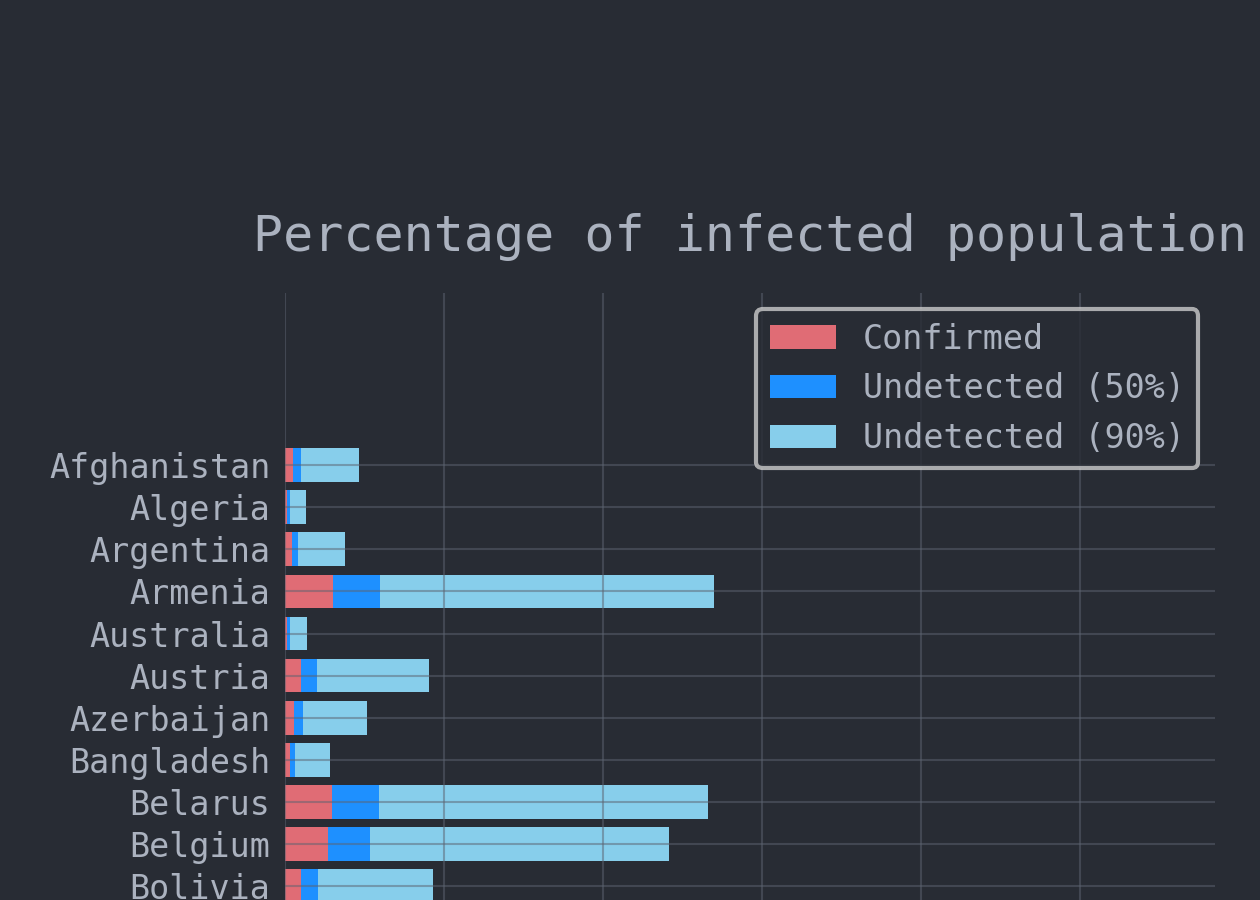 Percentage of infected population
Confirmed
Undetected (50%)
Undetected (90%)
Afghanistan
Algeria
Argentina
Armenia
Australia
Austria
Azerbaijan
Bangladesh
Belarus
Belgium
Bolivia